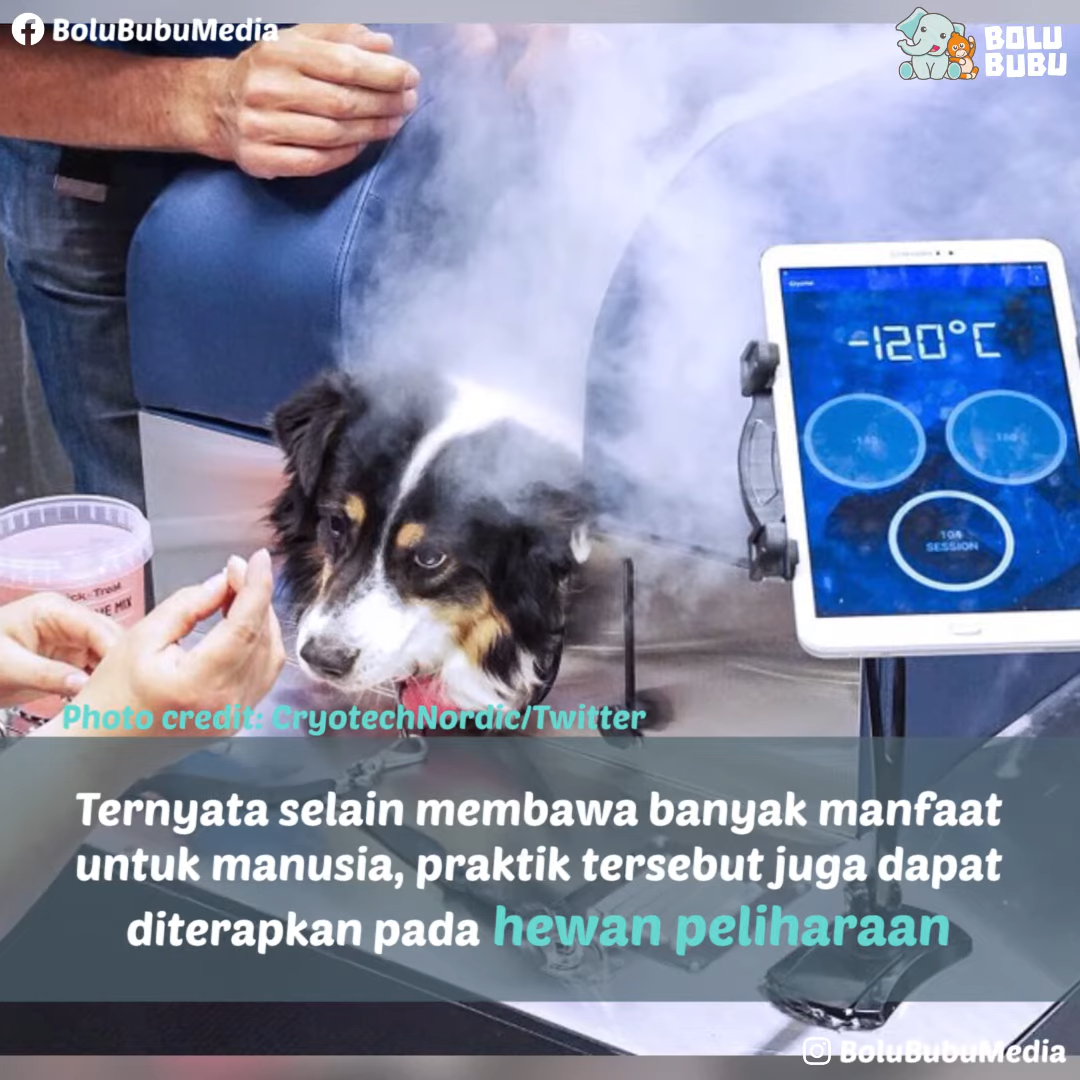 BoluBubuMedia
BOLU
BUBU
-120°C
104
SESSION
Photo credit: CryotechNordic/Twitter
Ternyata selain membawa banyak manfaat
untuk manusia, praktik tersebut juga dapat
diterapkan pada hewan peliharaan
BoluBubuMedia